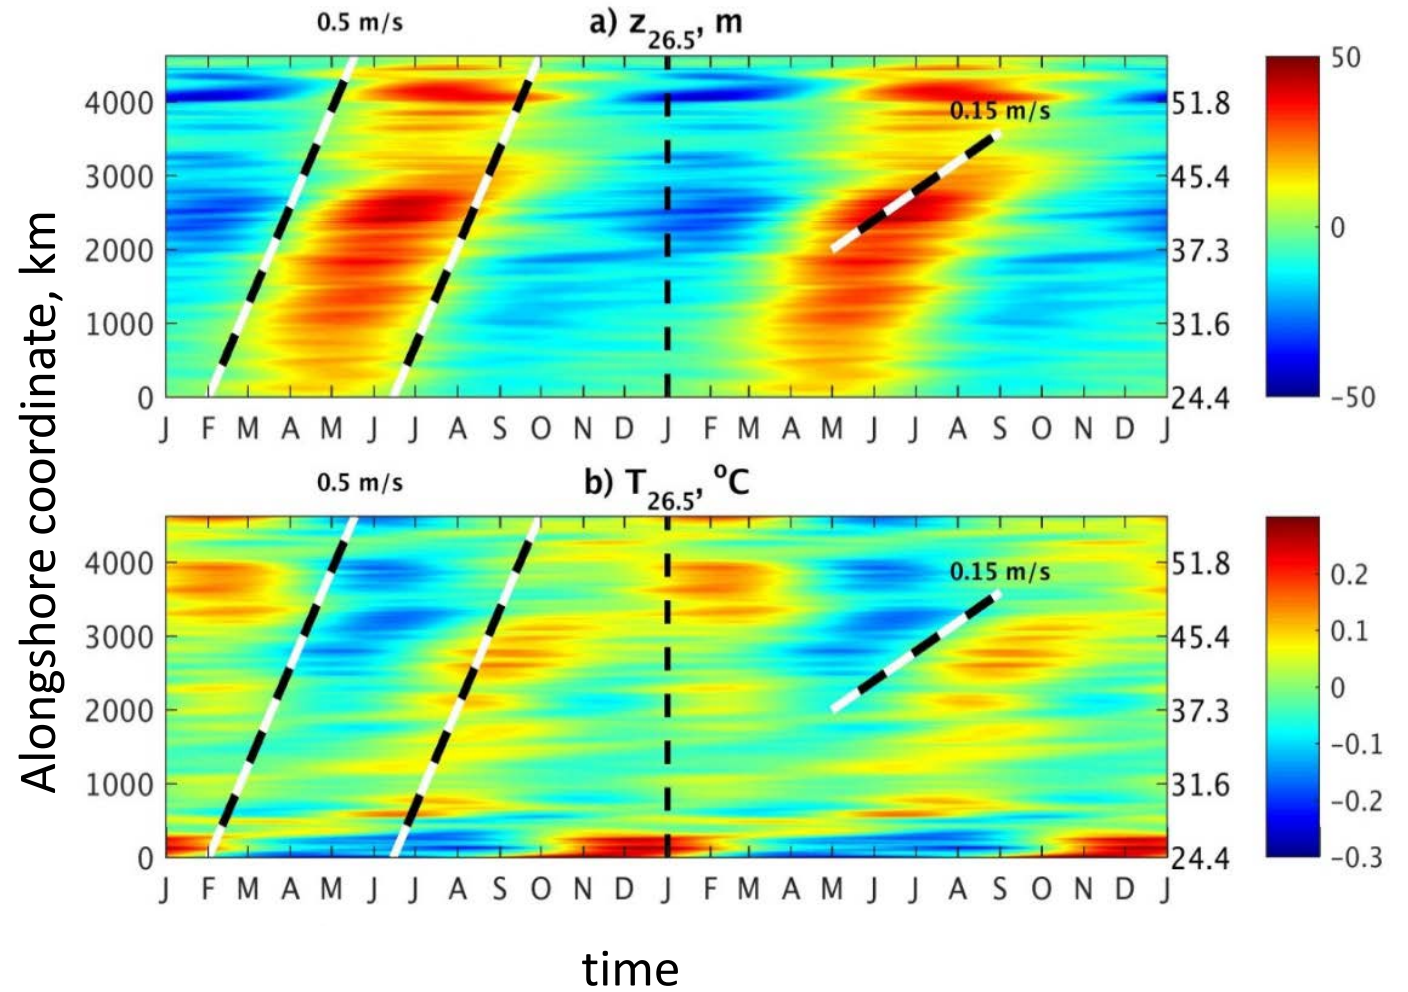 0.5 m/s
a) z26.5, m
0.15 m/s
4000
3000
2000
1000
0
51.8
45.4
37.3
31.6
24.4
50
0
−50
J F M A M J J A S O N D J F M A M J J A S O N D J
0.5 m/s
b) T26.5, oC
0.15 m/s
4000
3000
2000
1000
0
51.8
45.4
37.3
31.6
24.4
0.2
0.1
0
−0.1
−0.2
−0.3
J F M A M J J A S O N D J F M A M J J A S O N D J
Alongshore coordinate, km
time